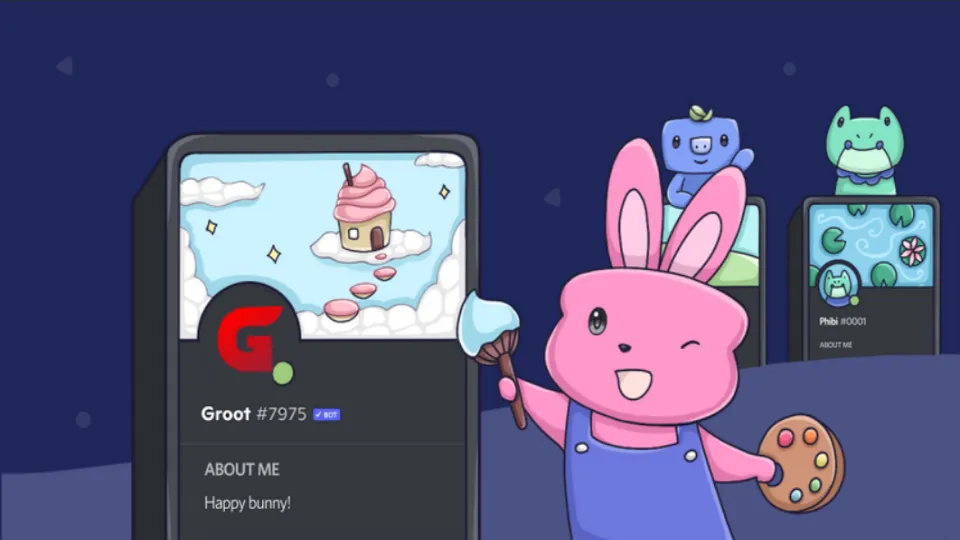 G
Groot #7975 ✓ BOT
ABOUT ME
Happy bunny!
Phibi #0001
ABOUT ME